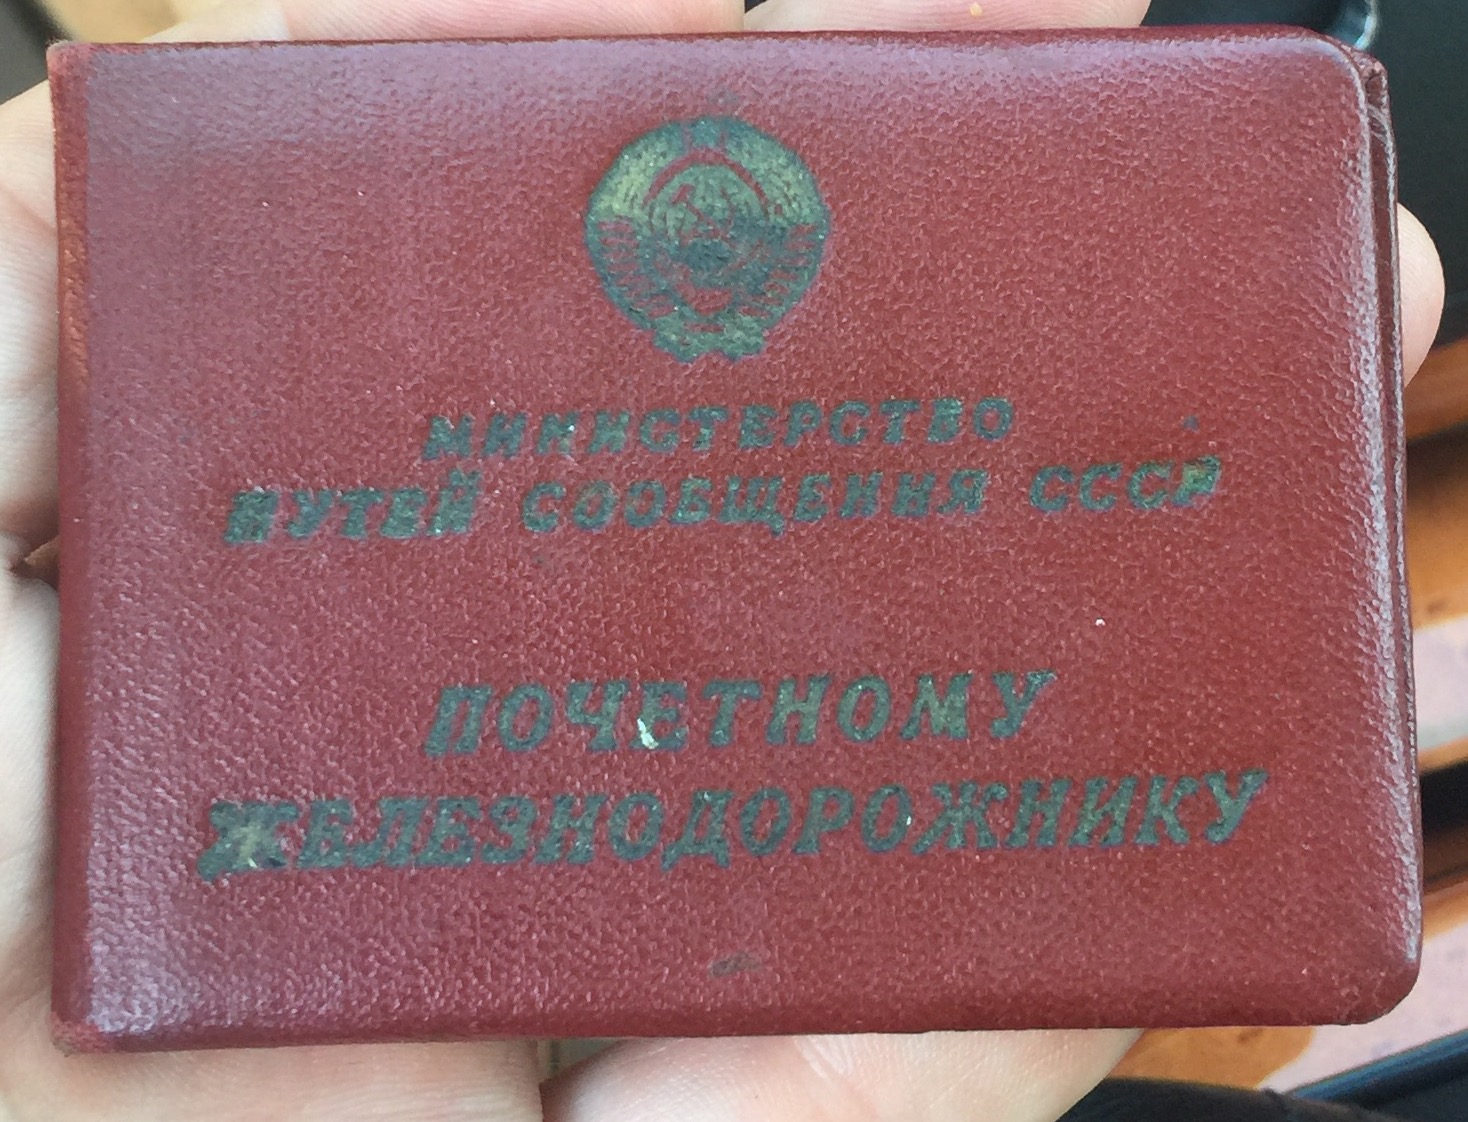 МИНИСТЕРСТВО
ПУТЕЙ СООБЩЕНИЯ СССР
ПОЧЕТНОМУ
ЖЕЛЕЗНОДОРОЖНИКУ